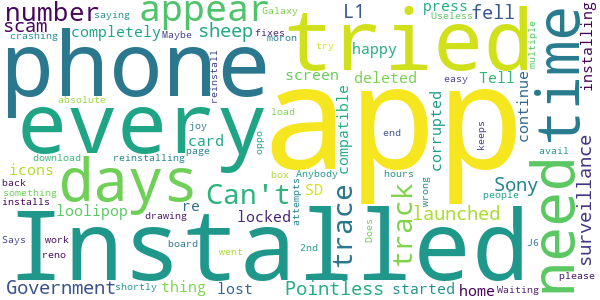 number
appear
L1
press
Galaxy
saying
Useless
fell
scam
completely
Maybe
fixes
moron
sheep
happy
crashing
phone
tried
time
installing
reinstall
multiple
screen
deleted
Tell
try
easy
absolute
every
app
load
compatible
corrupted
continue
joy
oppo
end
keeps
avail
download
reinstalling
card
page
hours
icons
days
Can't
box
Anybody
SD
attempts
wrong
people
Sony
need
surveillance
back
something
installs
loolipop
re
locked
trace
track
launched
drawing
Installed
2nd
Does
J6
Says
work
reno
board
went
please
Government
shortly
thing
lost
Pointless
started
home
Waiting